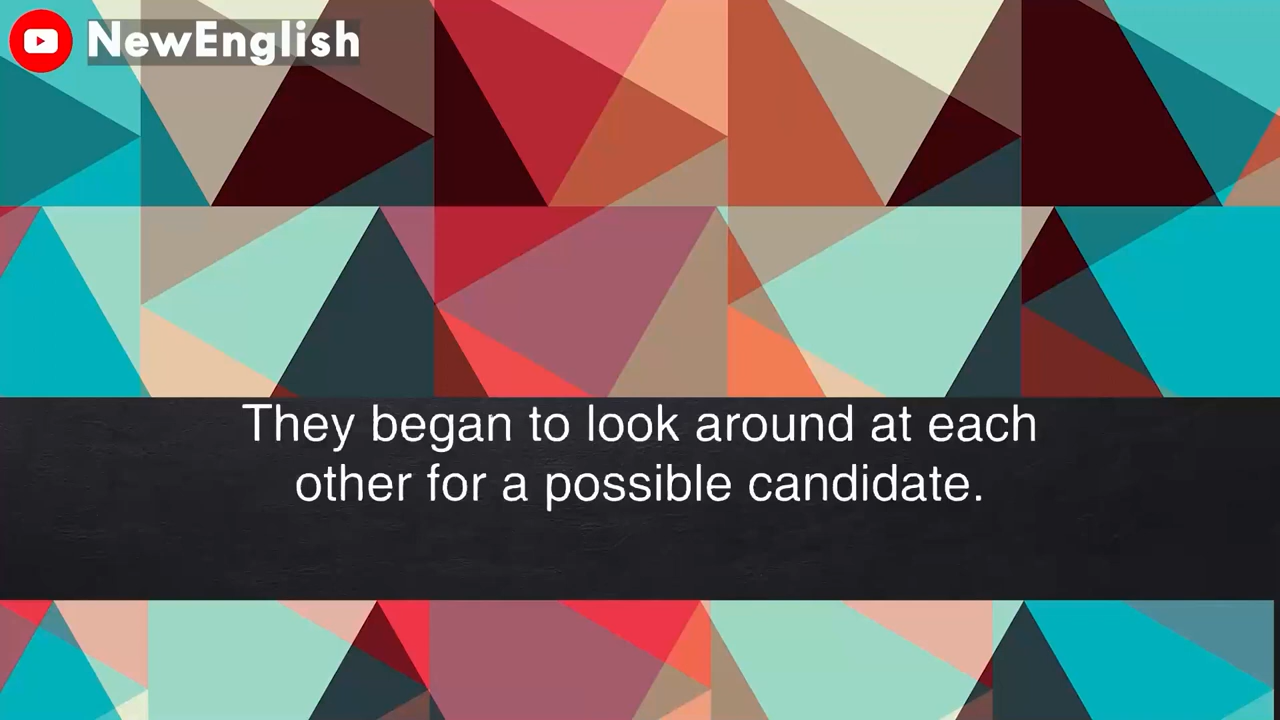 NewEnglish
They began to look around at each
other for a possible candidate.